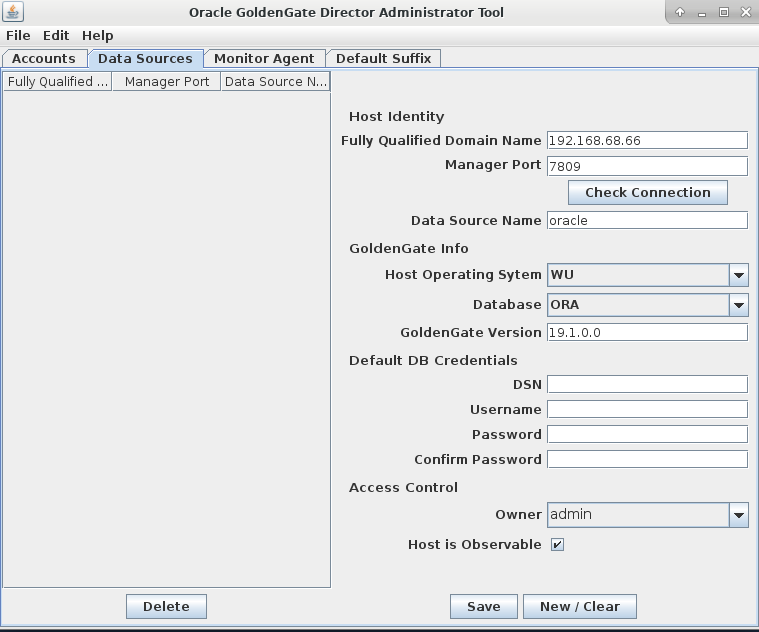 Oracle GoldenGate Director Administrator Tool
File Edit Help
Accounts Data Sources Monitor Agent Default Suffix
Fully Qualified ... Manager Port Data Source N...
Host Identity
Fully Qualified Domain Name 192.168.68.66
Manager Port 7809
Check Connection
Data Source Name oracle
GoldenGate Info
Host Operating Sytem WU
Database ORA
GoldenGate Version 19.1.0.0
Default DB Credentials
DSN
Username
Password
Confirm Password
Access Control
Owner admin
Host is Observable
Delete Save New / Clear